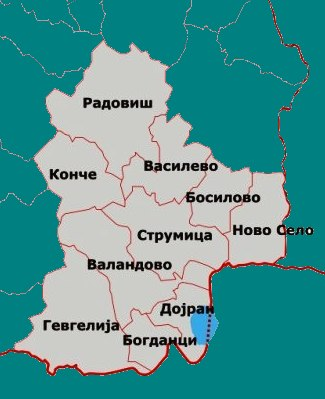 Радовиш
Василево
Конче
Босилово
Струмица
Ново Село
Валандово
Дојран
Гевгелија
Богданци